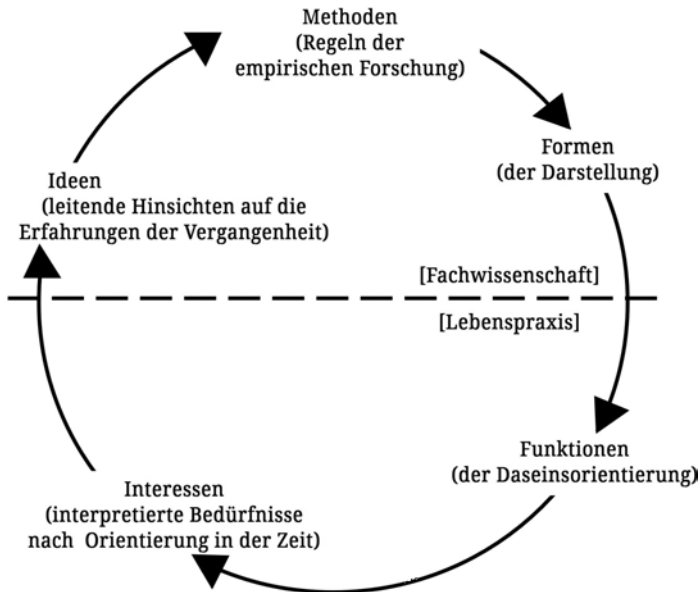 Methoden
(Regeln der
empirischen Forschung)
Formen
(der Darstellung)
Ideen
(leitende Hinsichten auf die
Erfahrungen der Vergangenheit)
[Fachwissenschaft]
[Lebenspraxis]
Funktionen
(der Daseinsorientierung)
Interessen
(interpretierte Bedürfnisse
nach Orientierung in der Zeit)